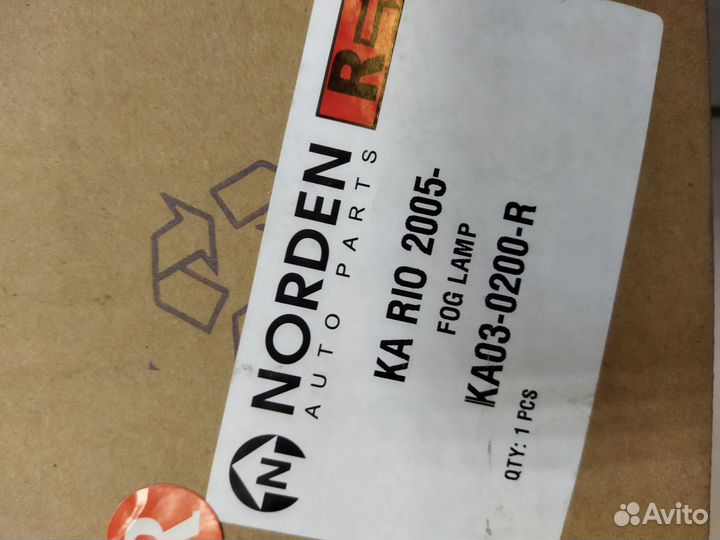 NORDEN
AUTO PARTS
R
KA RIO 2005-
FOG LAMP
KA03-0200-R
QTY: 1 PCS
R
Avito